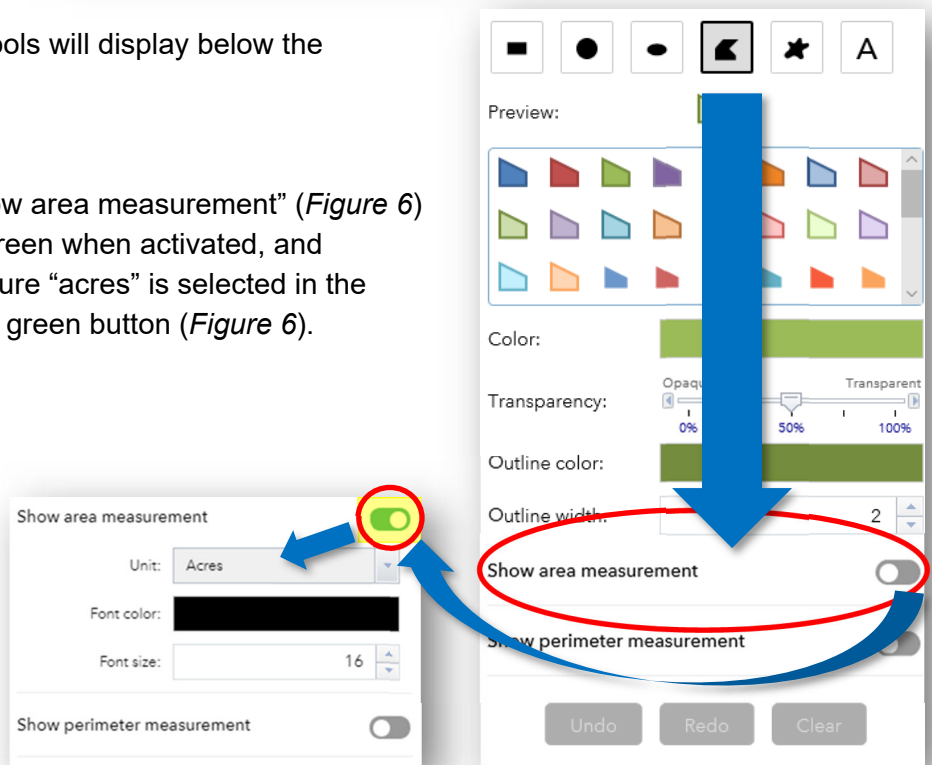 ools will display below the
ow area measurement” (Figure 6)
reen when activated, and
ure “acres” is selected in the
green button (Figure 6).
A
Preview:
Color:
Transparency:
Transparent
0%
50%
100%
Outline color:
Outline width:
2
Show area measurement
Show perimeter measurement
Undo
Redo
Clear
Show area measurement
Unit:
Acres
Font color:
Font size:
16
Show perimeter measurement